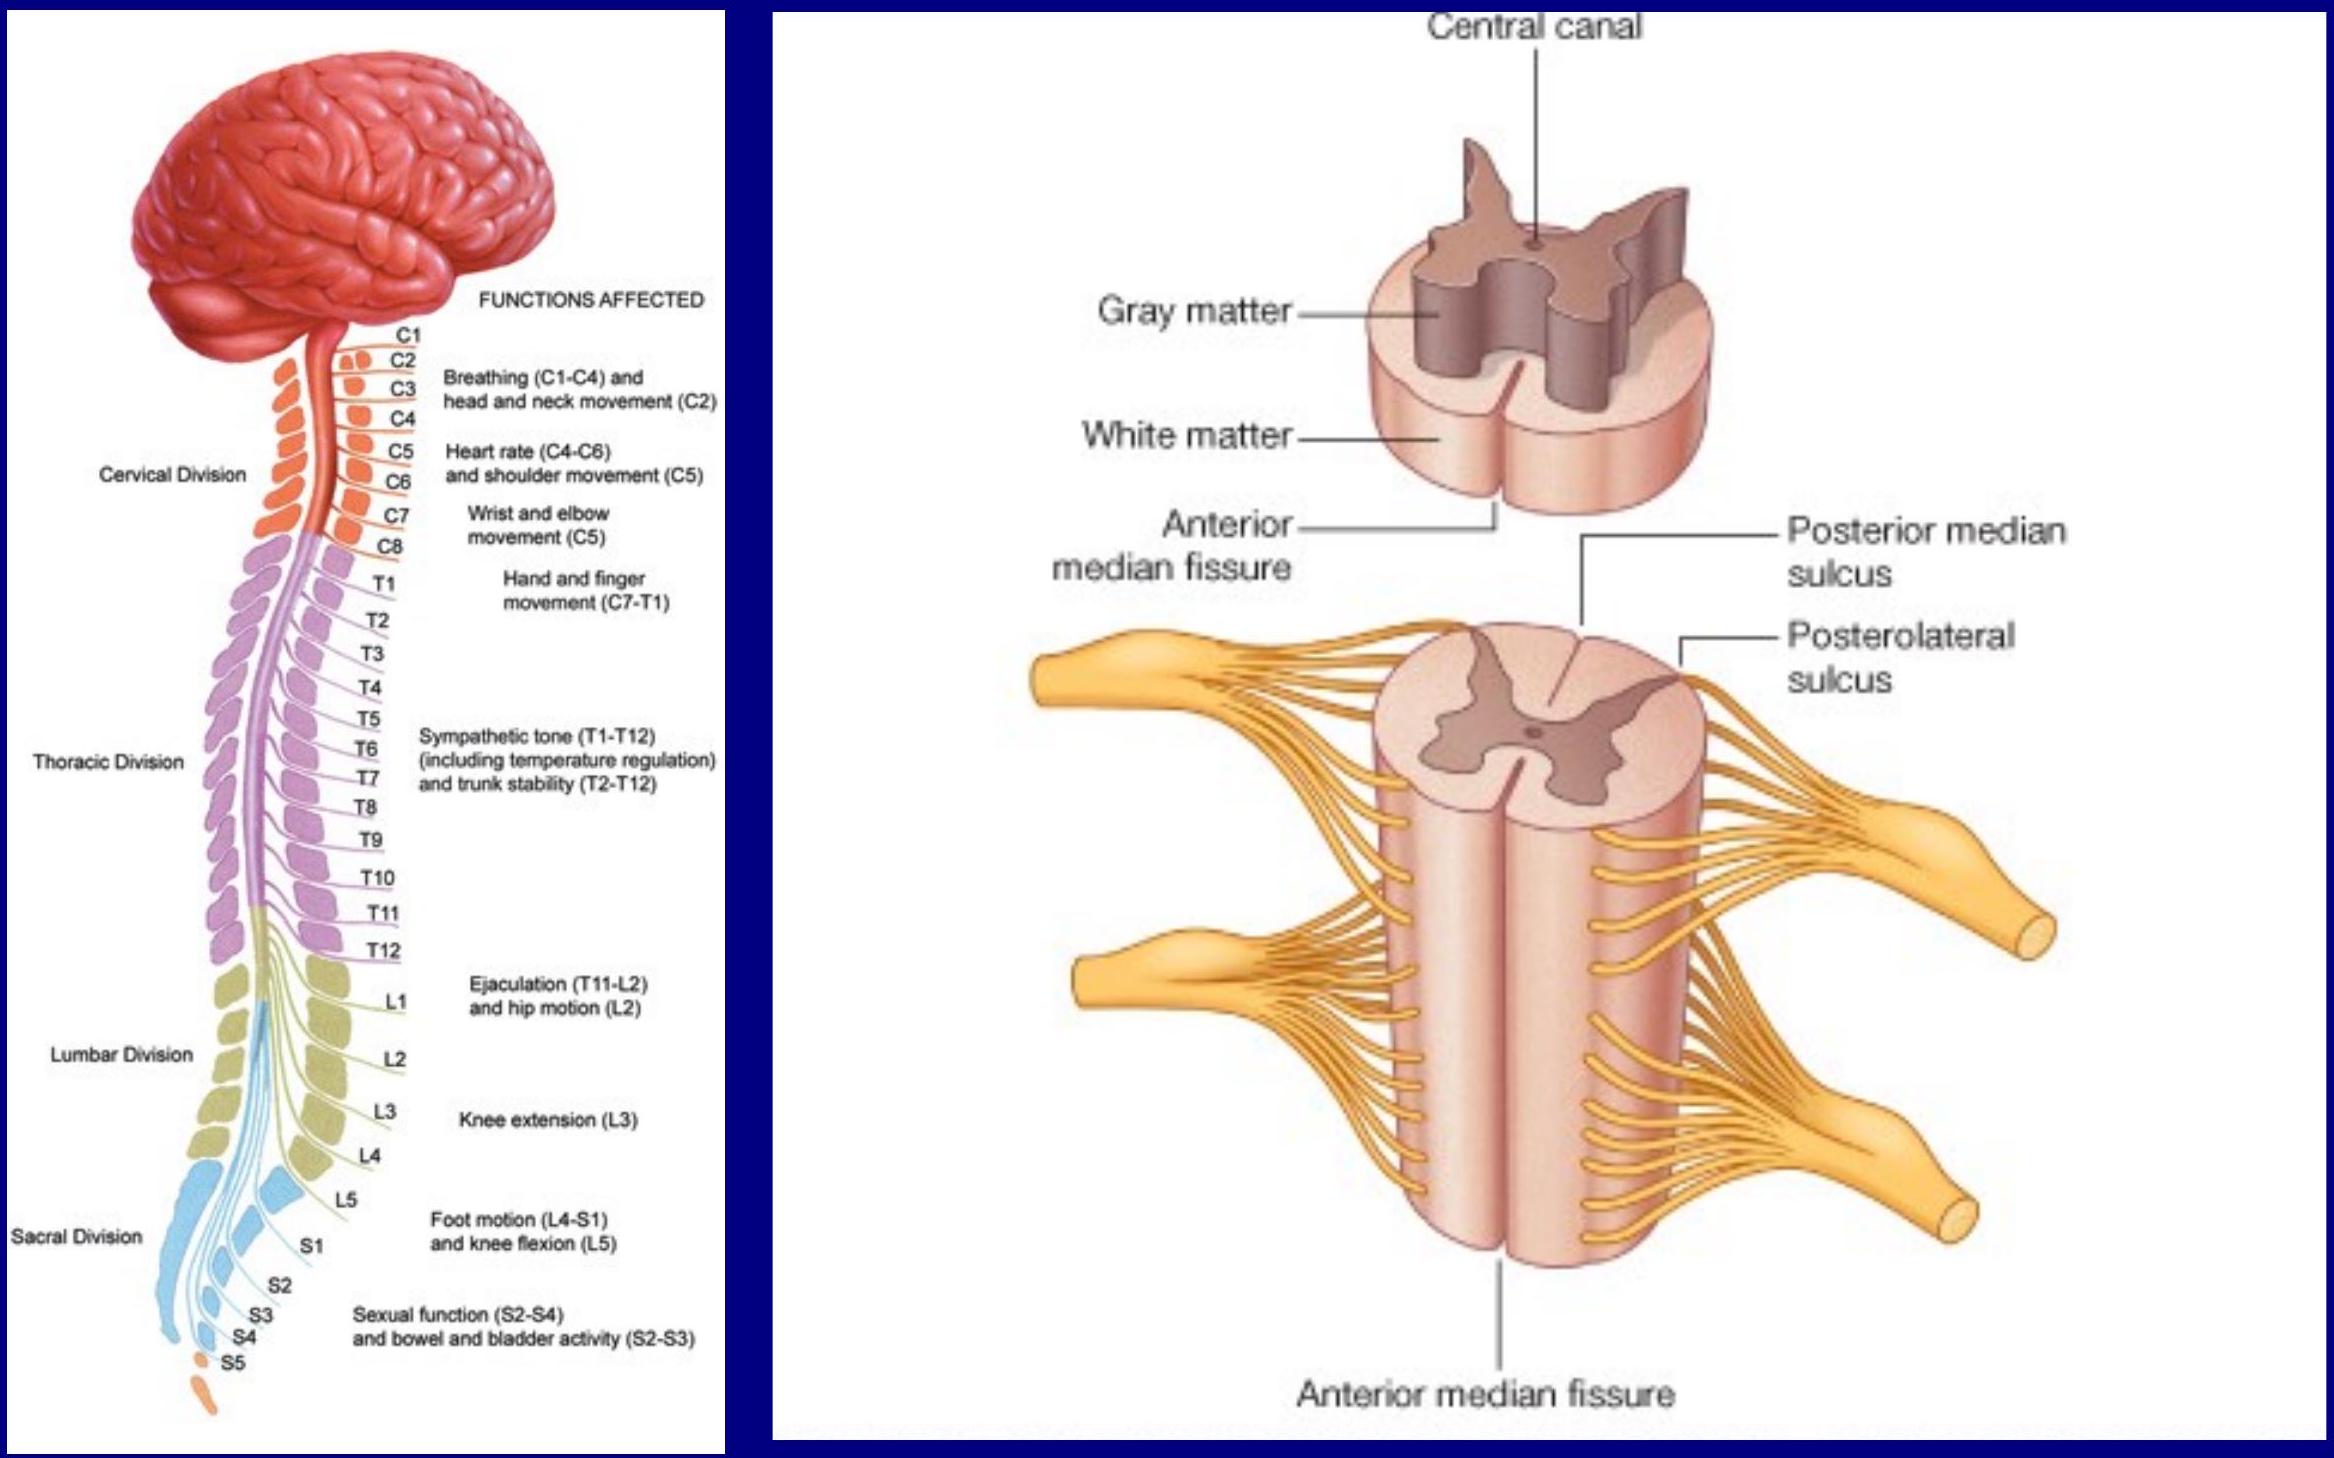 FUNCTIONS AFFECTED
C1
C2
C3
C4
C5
C6
C7
C8
T1
T2
T3
T4
T5
T6
T7
T8
T9
T10
T11
T12
L1
L2
L3
L4
L5
S1
S2
S3
S4
S5
Cervical Division
Thoracic Division
Lumbar Division
Sacral Division
Breathing (C1-C4) and
head and neck movement (C2)
Heart rate (C4-C6)
and shoulder movement (C5)
Wrist and elbow
movement (C5)
Hand and finger
movement (C7-T1)
Sympathetic tone (T1-T12)
(including temperature regulation)
and trunk stability (T2-T12)
Ejaculation (T11-L2)
and hip motion (L2)
Knee extension (L3)
Foot motion (L4-S1)
and knee flexion (L5)
Sexual function (S2-S4)
and bowel and bladder activity (S2-S3)
Central canal
Gray matter
White matter
Anterior
median fissure
Posterior median
sulcus
Posterolateral
sulcus
Anterior median fissure